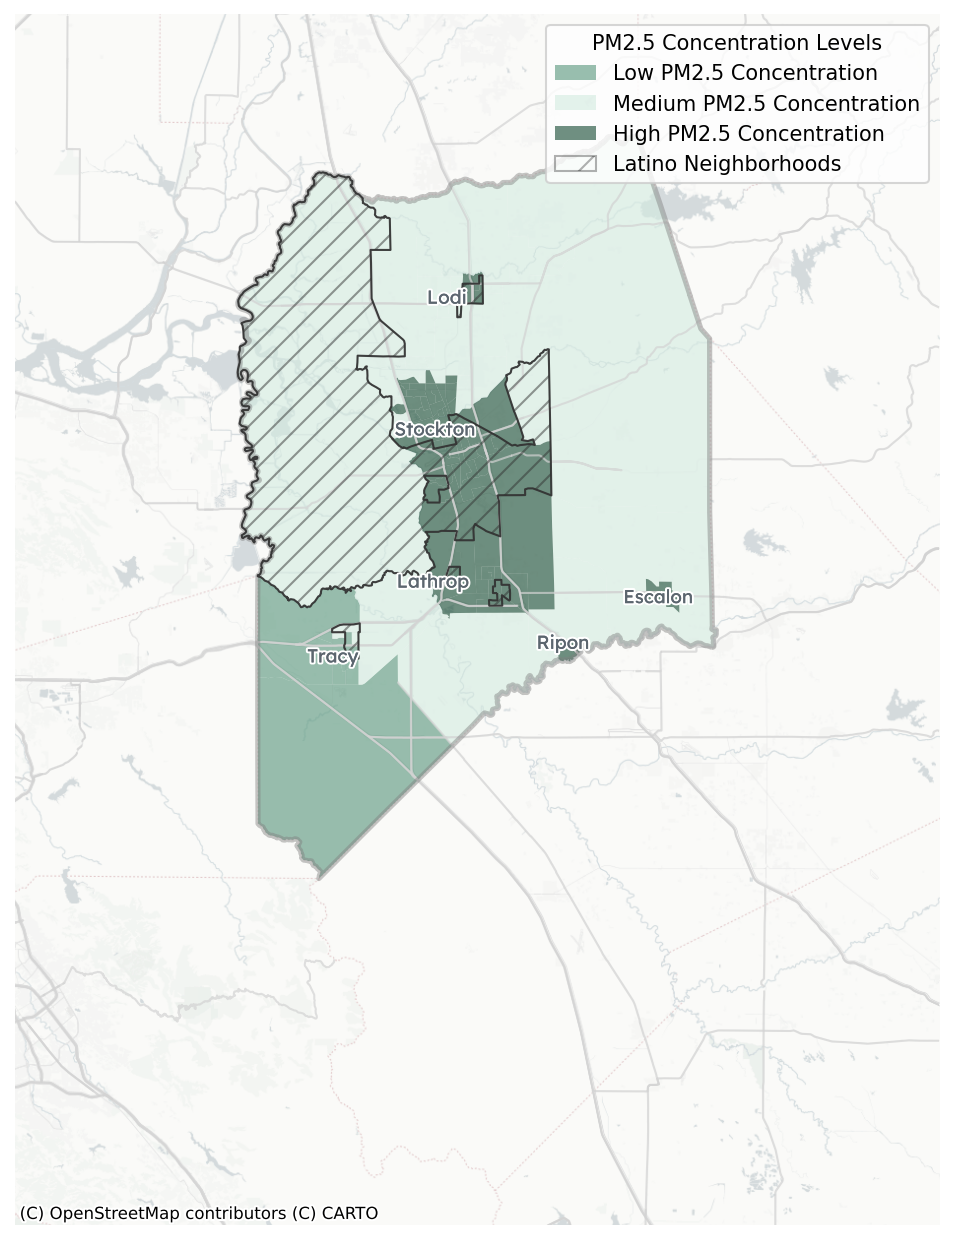 PM2.5 Concentration Levels
Low PM2.5 Concentration
Medium PM2.5 Concentration
High PM2.5 Concentration
Latino Neighborhoods
Lodi
Stockton
Lathrop
Escalon
Ripon
Tracy
(C) OpenStreetMap contributors (C) CARTO